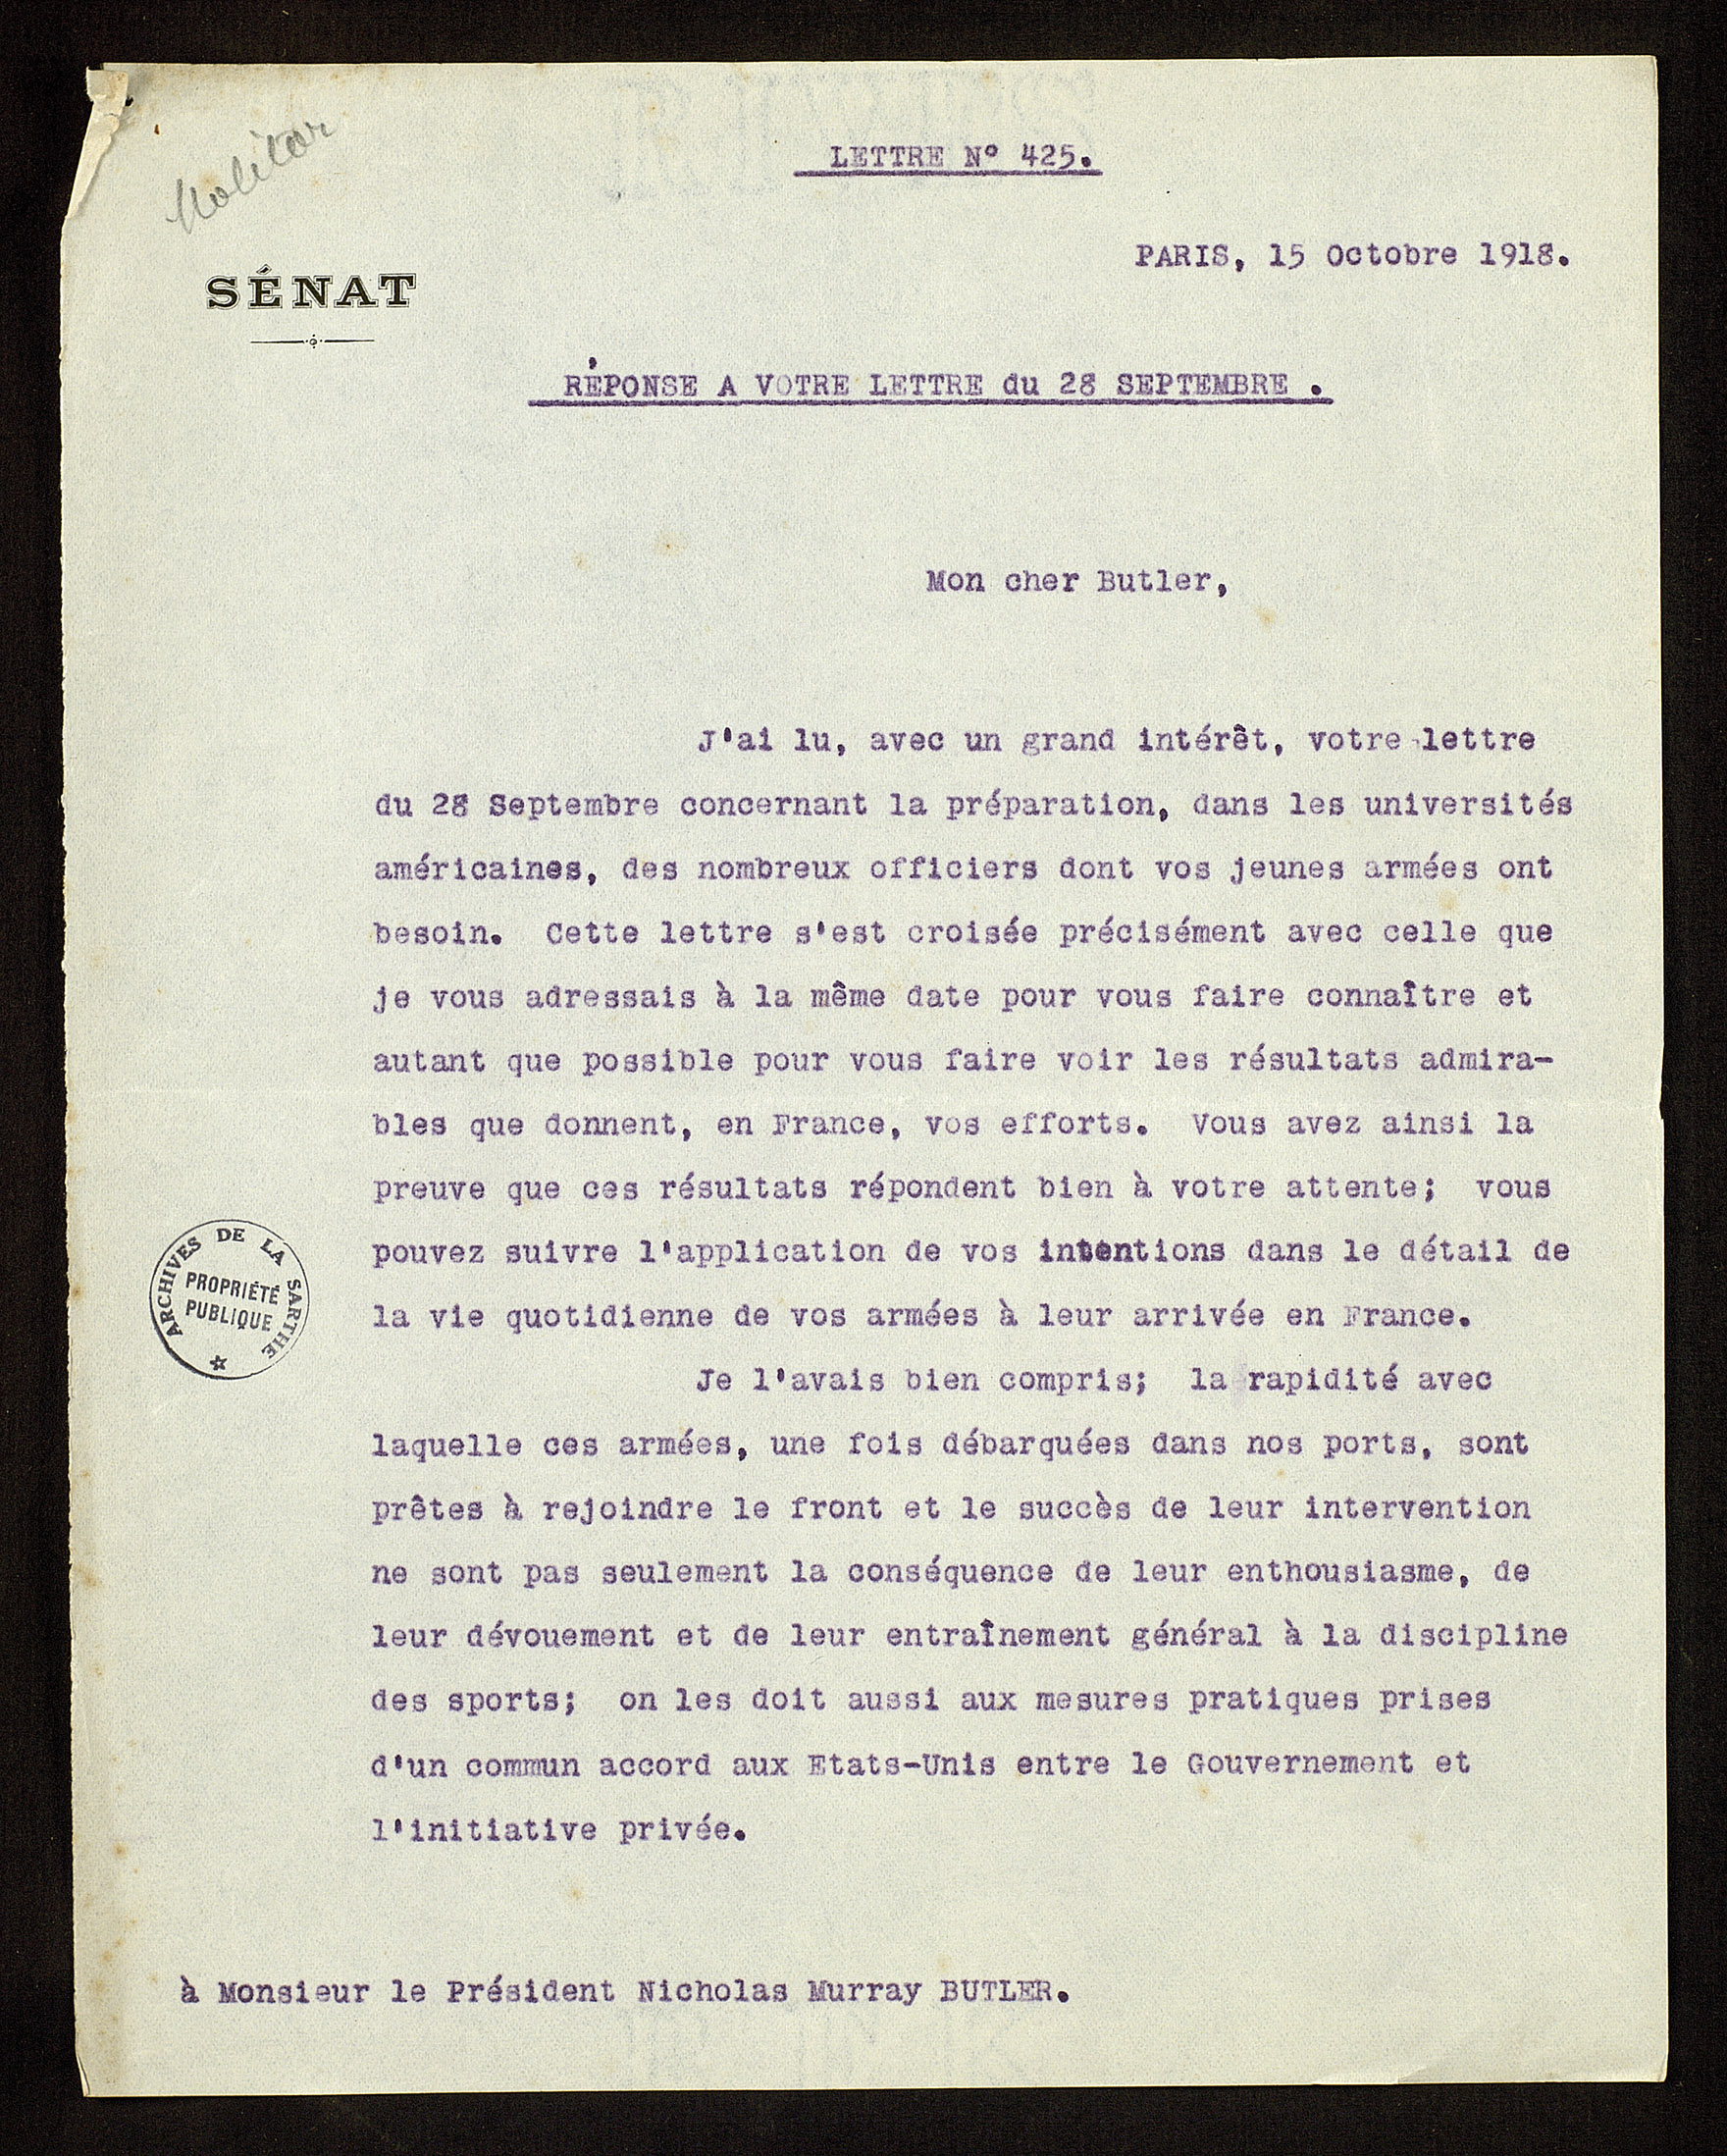 Molitor
LETTRE Nº 425.
PARIS, 15 Octobre 1918.
SÉNAT
RÉPONSE A VOTRE LETTRE du 28 SEPTEMBRE .
Mon cher Butler,
J'ai lu, avec un grand intérêt, votre lettre
du 28 Septembre concernant la préparation, dans les universités
américaines, des nombreux officiers dont vos jeunes armées ont
besoin. Cette lettre s'est croisée précisément avec celle que
je vous adressais à la même date pour vous faire connaître et
autant que possible pour vous faire voir les résultats admira-
bles que donnent, en France, vos efforts. Vous avez ainsi la
preuve que ces résultats répondent bien à votre attente; vous
pouvez suivre l'application de vos intentions dans le détail de
la vie quotidienne de vos armées à leur arrivée en France.
Je l'avais bien compris; la rapidité avec
laquelle ces armées, une fois débarquées dans nos ports, sont
prêtes à rejoindre le front et le succès de leur intervention
ne sont pas seulement la conséquence de leur enthousiasme, de
leur dévouement et de leur entraînement général à la discipline
des sports; on les doit aussi aux mesures pratiques prises
d'un commun accord aux Etats-Unis entre le Gouvernement et
l'initiative privée.
ARCHIVES DE LA SARTHE
PROPRIÉTÉ
PUBLIQUE
à Monsieur le Président Nicholas Murray BUTLER.